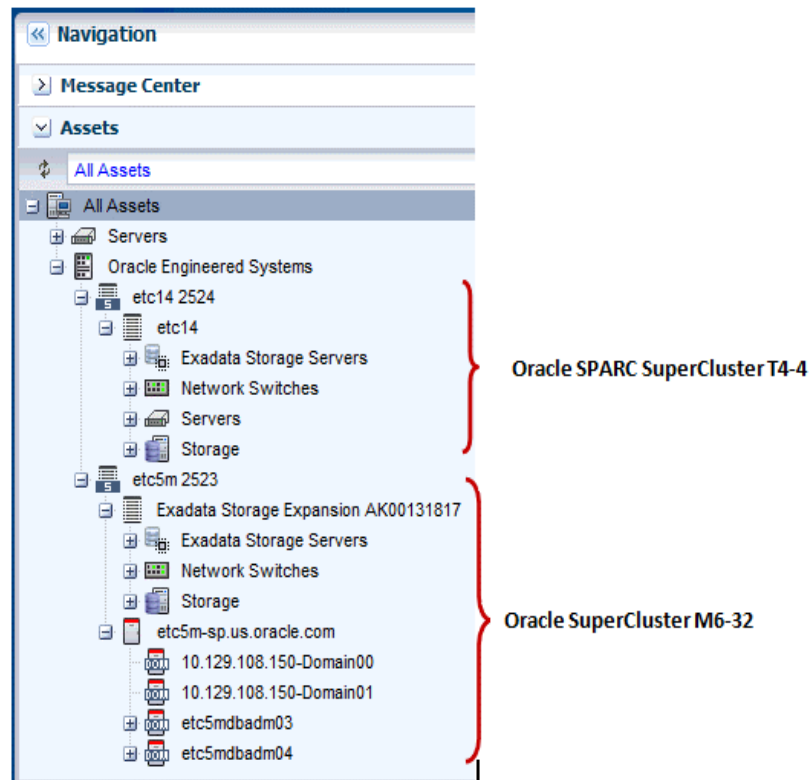 Navigation
Message Center
Assets
All Assets
All Assets
Servers
Oracle Engineered Systems
etc14 2524
etc14
Exadata Storage Servers
Network Switches
Servers
Storage
Oracle SPARC SuperCluster T4-4
etc5m 2523
Exadata Storage Expansion AK00131817
Exadata Storage Servers
Network Switches
Storage
etc5m-sp.us.oracle.com
10.129.108.150-Domain00
10.129.108.150-Domain01
etc5mdbadm03
etc5mdbadm04
Oracle SuperCluster M6-32